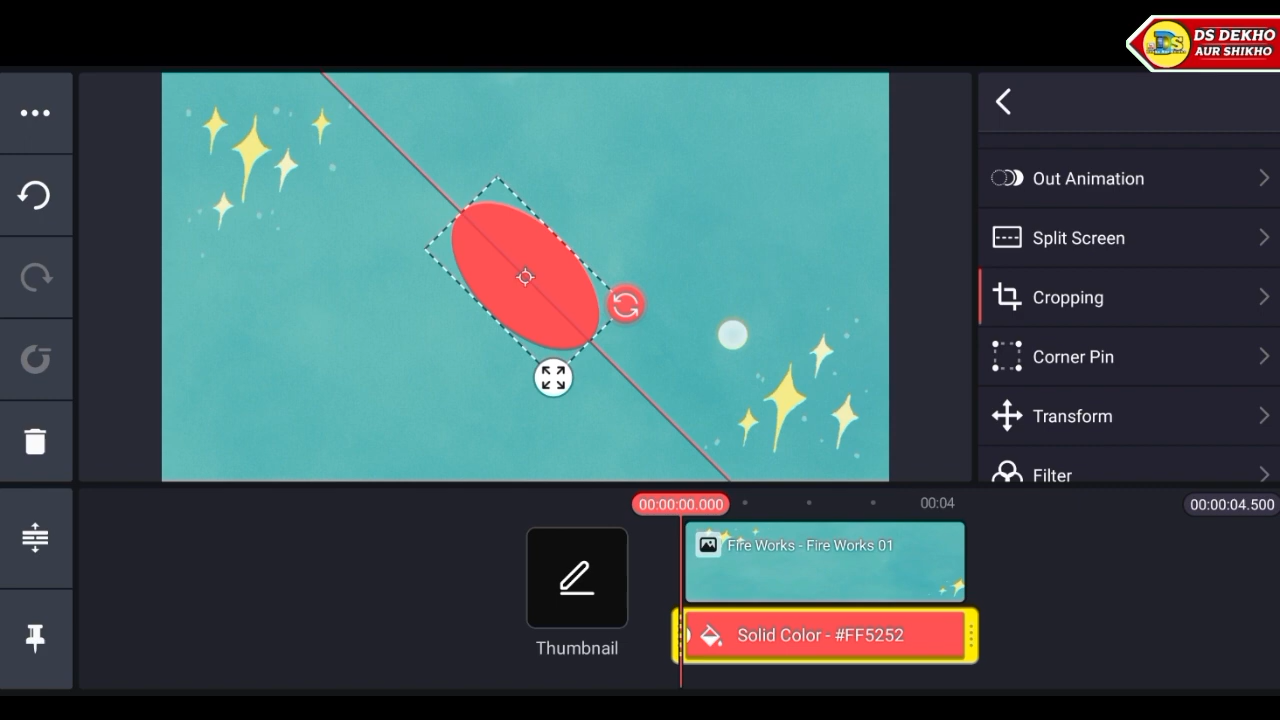 DS DEKHO
AUR SHIKHO
DS
Out Animation
Split Screen
Cropping
Corner Pin
Transform
Filter
00:00:00.000
00:04
00:00:04.500
Fire Works - Fire Works 01
Solid Color - #FF5252
Thumbnail